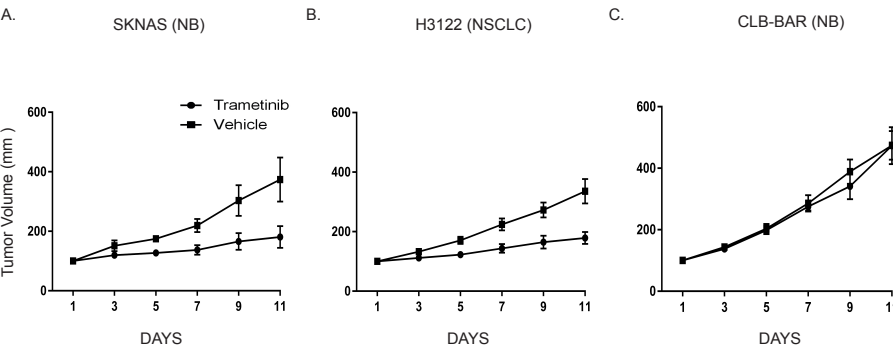 A.
SKNAS (NB)
B.
H3122 (NSCLC)
C.
CLB-BAR (NB)
Trametinib
Vehicle
Tumor Volume (mm )
600
400
200
0
1 3 5 7 9 11
DAYS
600
400
200
0
1 3 5 7 9 11
DAYS
600
400
200
0
1 3 5 7 9 1
DAYS